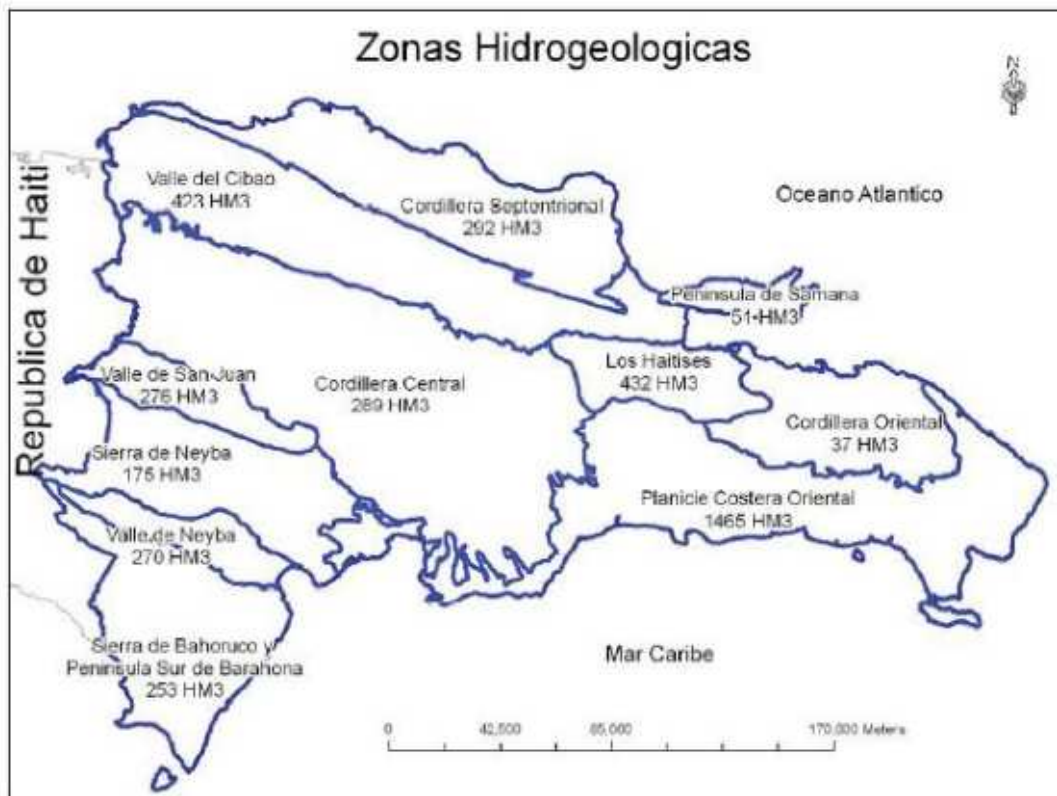 Zonas Hidrogeologicas
N
Republica de Haiti
Oceano Atlantico
Valle del Cibao
423 HM3
Cordillera Septentrional
292 HM3
Peninsula de Samana
51 HM3
Los Haitises
432 HM3
Valle de San Juan
276 HM3
Cordillera Central
289 HM3
Cordillera Oriental
37 HM3
Sierra de Neyba
175 HM3
Planicie Costera Oriental
1465 HM3
Valle de Neyba
270 HM3
Sierra de Bahoruco y
Peninsula Sur de Barahona
253 HM3
Mar Caribe
0 42,500 85,000 170,000 Meters